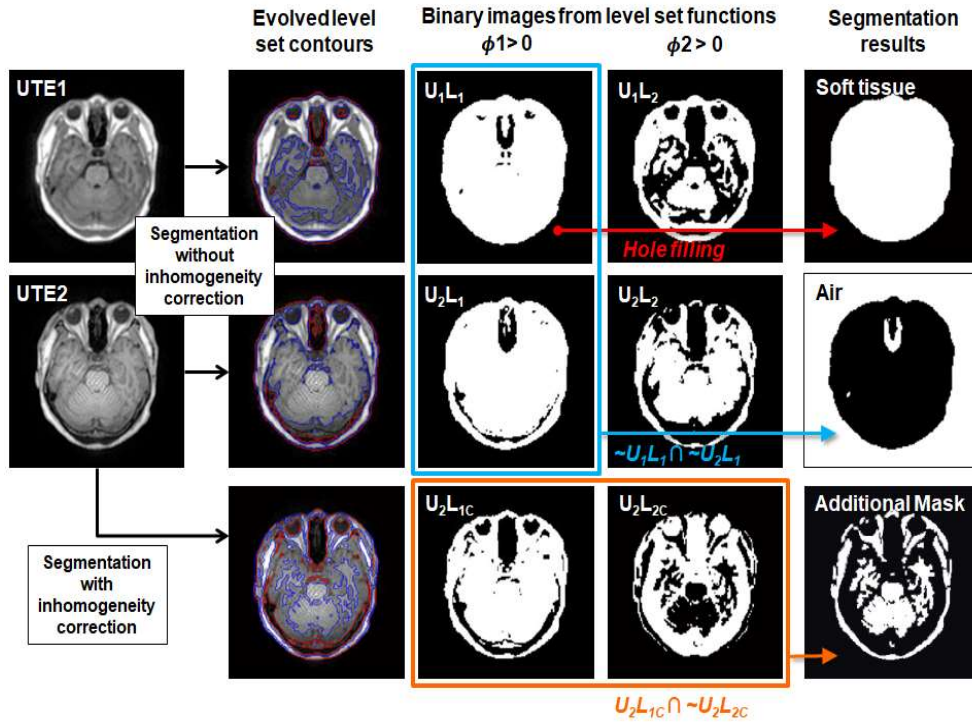 Evolved level
set contours
Binary images from level set functions
ϕ1> 0
ϕ2 > 0
Segmentation
results
UTE1
U₁L₁
U₁L₂
Soft tissue
Segmentation
without
inhomogeneity
correction
Hole filling
UTE2
U₂L₁
U₂L₂
Air
~U₁L₁ ∩ ~U₂L₁
U₂L₁C
U₂L₂C
Additional Mask
Segmentation
with
inhomogeneity
correction
U₂L₁C ∩ ~U₂L₂C